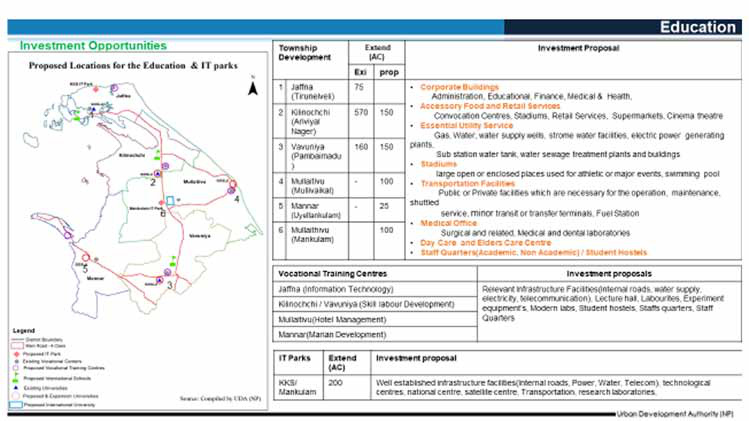 Education
Investment Opportunities
Proposed Locations for the Education & IT parks
KKS IT Park
Jaffna
N
1
Kilinochchi
2
Mullaitivu
4
Mankulam IT Park
6
Vavuniya
5
Mannar
3
Legend
District Boundary
Main Road - A Class
Proposed IT Park
Existing Vocational Centers
Proposed Vocational Training Centres
Proposed International Schools
Existing Universities
Proposed & Expansion Universities
Proposed International University
Source: Compiled by UDA (NP)
Township Development
Extend (AC)
Investment Proposal
Exi prop
1 Jaffna (Tirunelveli) 75
2 Kilinochchi (Ariviyal Nager) 570 150
3 Vavuniya (Pambaimadu) 160 150
4 Mullaitivu (Mullivaikal) - 100
5 Mannar (Uyellankulam) - 25
6 Mullaithivu (Mankulam) 100
• Corporate Buildings
Administration, Educational, Finance, Medical & Health,
• Accessory Food and Retail Services
Convocation Centres, Stadiums, Retail Services, Supermarkets, Cinema theatre
• Essential Utility Service
Gas, Water, water supply wells, strome water facilities, electric power generating
plants,
Sub station water tank, water sewage treatment plants and buildings
• Stadiums
large open or enclosed places used for athletic or major events, swimming pool
• Transportation Facilities
Public or Private facilities which are necessary for the operation, maintenance,
shuttled
service, minor transit or transfer terminals, Fuel Station
• Medical Office
Surgical and related, Medical and dental laboratories
• Day Care and Elders Care Centre
• Staff Quarters(Academic, Non Academic) / Student Hostels
Vocational Training Centres
Investment proposals
Jaffna (Information Technology)
Kilinochchi / Vavuniya (Skill labour Development)
Mullaitivu(Hotel Management)
Mannar(Marian Development)
Relevant Infrastructure Facilities(Internal roads, water supply,
electricity, telecommunication), Lecture hall, Labourites, Experiment
equipment's, Modern labs, Student hostels, Staffs quarters, Staff
Quarters
IT Parks
Extend (AC)
Investment proposal
KKS/ Mankulam
200
Well established infrastructure facilities(Internal roads, Power, Water, Telecom), technological
centres, national centre, satellite centre, Transportation, research laboratories,
Urban Development Authority (NP)